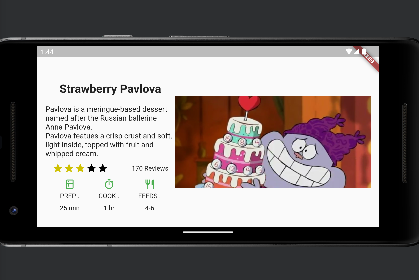 1:44
Strawberry Pavlova
Pavlova is a meringue-based dessert
named after the Russian ballerine
Anna Pavlova.
Pavlova featues a crisp crust and soft,
light inside, topped with fruit and
whipped cream.
170 Reviews
PREP: COOK: FEEDS:
25 min 1 hr 4-6